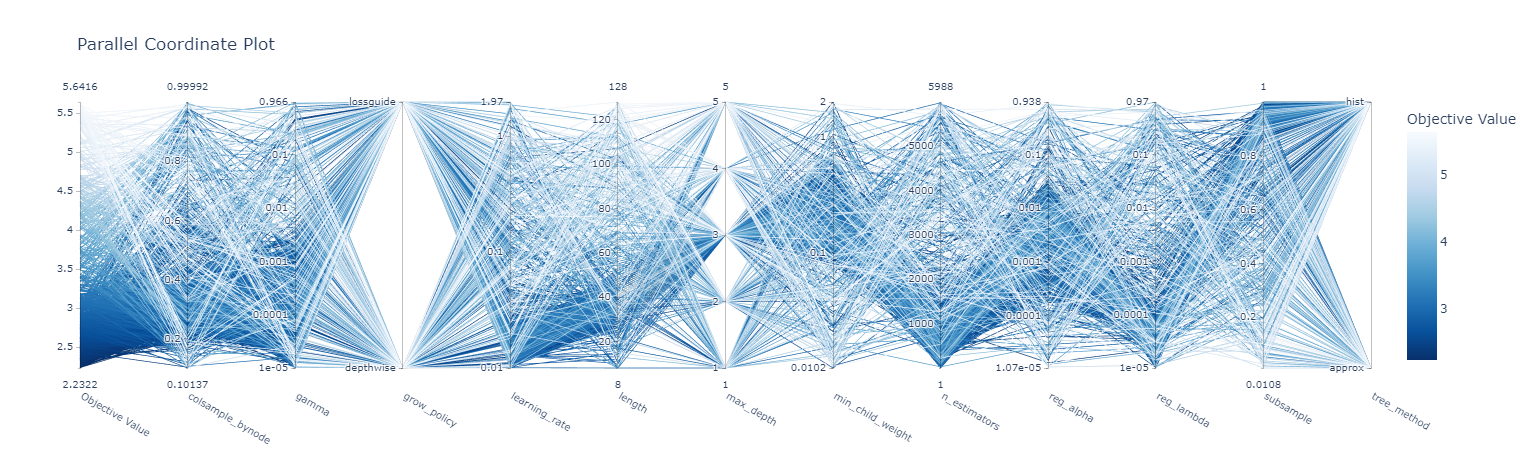 Parallel Coordinate Plot
5.6416 0.99992 0.966 lossguide 1.97 128 5 2 5988 0.938 0.97 1 hist
Objective Value
5.5 5
120
1 1
5000
0.1 0.1 0.1
5 0.8 100 4 0.8
5
4.5 4000
0.01 80 0.01 0.01 0.6
0.6
4 3 3000
4
0.1 60 0.1 0.4
3.5 0.001 0.001 0.001
0.4 2000
40 2
3 0.2 3
0.0001 1000 0.0001 0.0001
2.5 0.2 20
1e-05 depthwise 0.01 1 0.0102 1.07e-05 1e-05 approx
2.2322 0.10137 8 1 1 0.0108
Objective Value
colsample_bynode
gamma
grow_policy
learning_rate
length
max_depth
min_child_weight
n_estimators
reg_alpha
reg_lambda
subsample
tree_method